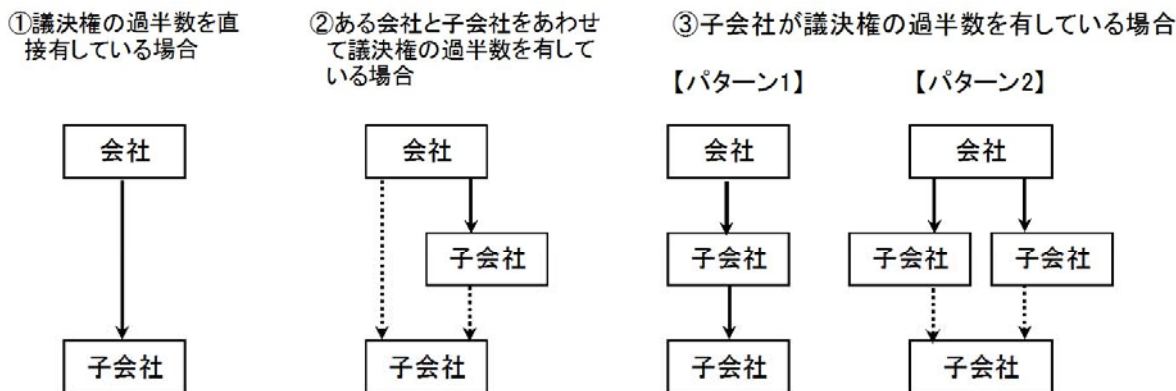 ①議決権の過半数を直
接有している場合
②ある会社と子会社をあわせ
て議決権の過半数を有して
いる場合
③子会社が議決権の過半数を有している場合
【パターン1】
【パターン2】
会社
子会社
会社
子会社
子会社
会社
子会社
子会社
会社
子会社
子会社
子会社